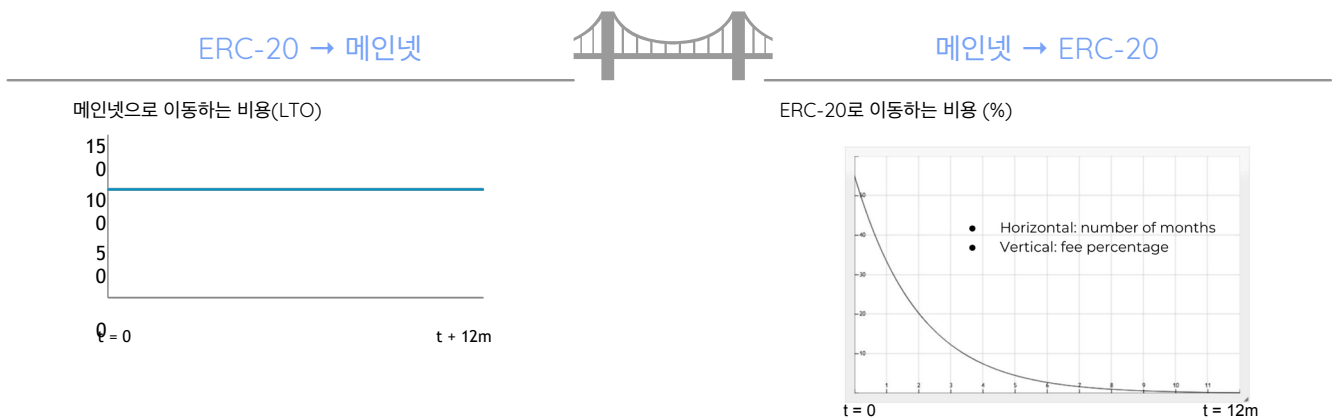 ERC-20 → 메인넷
메인넷 → ERC-20
메인넷으로 이동하는 비용(LTO)
15
0
10
0
5
0
0
t = 0
t + 12m
ERC-20로 이동하는 비용 (%)
50
40
30
20
10
● Horizontal: number of months
● Vertical: fee percentage
1 2 3 4 5 6 7 8 9 10 11
t = 0
t = 12m